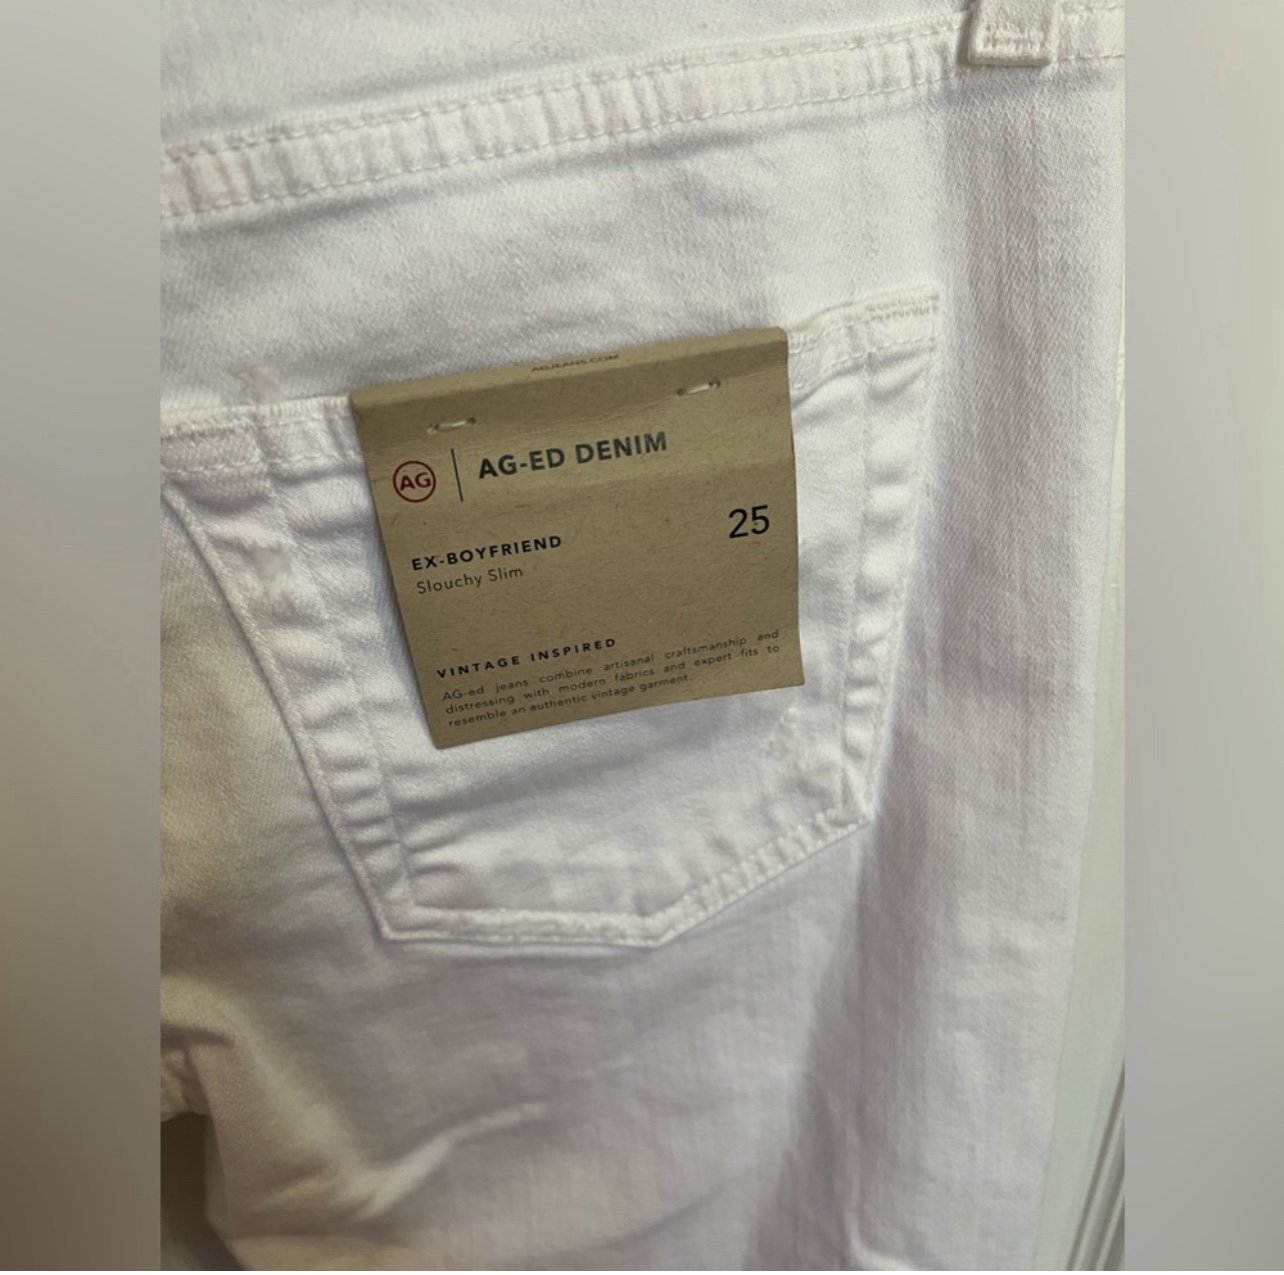 AGJEANS.COM
AG
AG-ED DENIM
25
EX-BOYFRIEND
Slouchy Slim
VINTAGE INSPIRED
AG-ed jeans combine artisanal craftsmanship and
distressing with modern fabrics and expert fits to
resemble an authentic vintage garment.